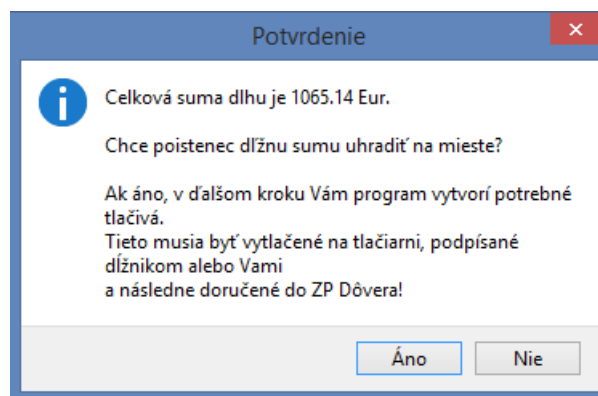 Potvrdenie
Celková suma dlhu je 1065.14 Eur.
Chce poistenec dlžnu sumu uhradiť na mieste?
Ak áno, v ďalšom kroku Vám program vytvorí potrebné
tlačivá.
Tieto musia byť vytlačené na tlačiarni, podpísané
dĺžnikom alebo Vami
a následne doručené do ZP Dôvera!
Áno
Nie